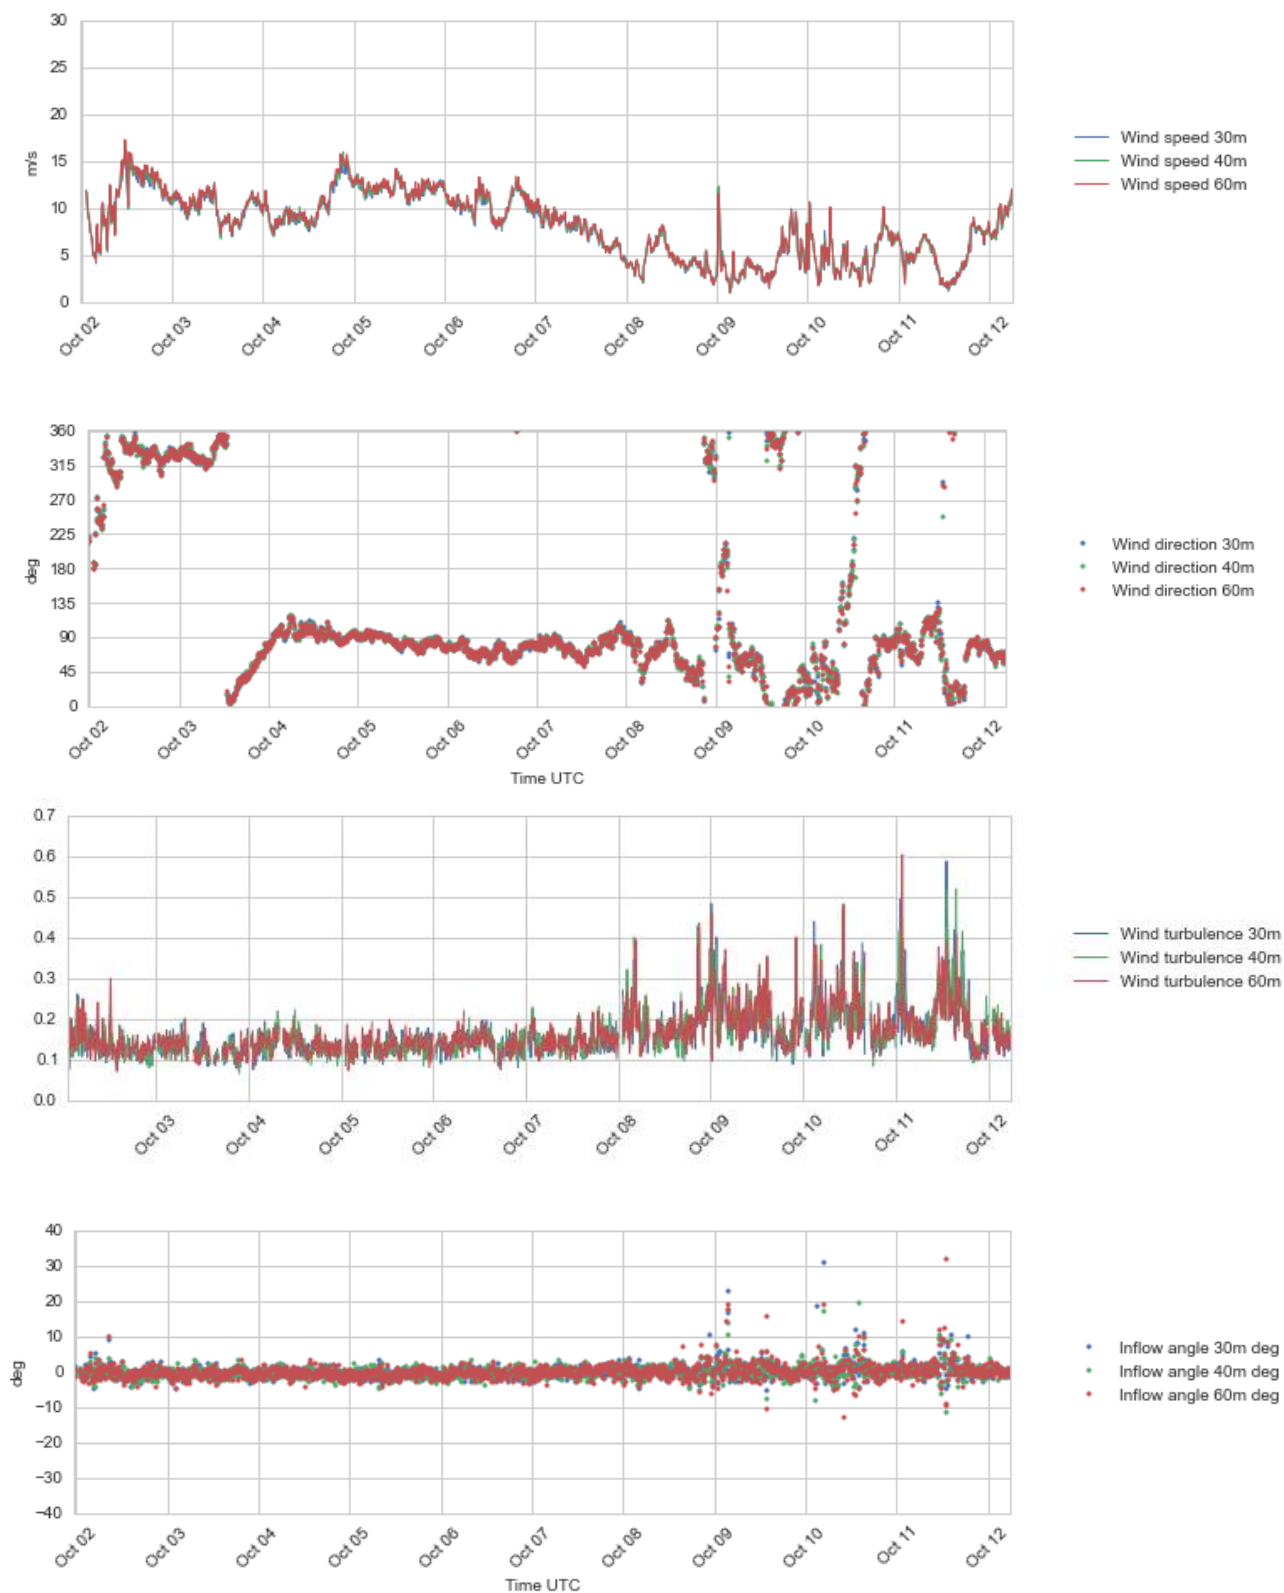 30
25
20
15
10
5
0
m/s
Oct 02
Oct 03
Oct 04
Oct 05
Oct 06
Oct 07
Oct 08
Oct 09
Oct 10
Oct 11
Oct 12
Wind speed 30m
Wind speed 40m
Wind speed 60m
360
315
270
225
180
135
90
45
0
deg
Oct 02
Oct 03
Oct 04
Oct 05
Oct 06
Oct 07
Oct 08
Oct 09
Oct 10
Oct 11
Oct 12
Time UTC
Wind direction 30m
Wind direction 40m
Wind direction 60m
0.7
0.6
0.5
0.4
0.3
0.2
0.1
0.0
Oct 03
Oct 04
Oct 05
Oct 06
Oct 07
Oct 08
Oct 09
Oct 10
Oct 11
Oct 12
Wind turbulence 30m
Wind turbulence 40m
Wind turbulence 60m
40
30
20
10
0
−10
−20
−30
−40
deg
Oct 02
Oct 03
Oct 04
Oct 05
Oct 06
Oct 07
Oct 08
Oct 09
Oct 10
Oct 11
Oct 12
Time UTC
Inflow angle 30m deg
Inflow angle 40m deg
Inflow angle 60m deg